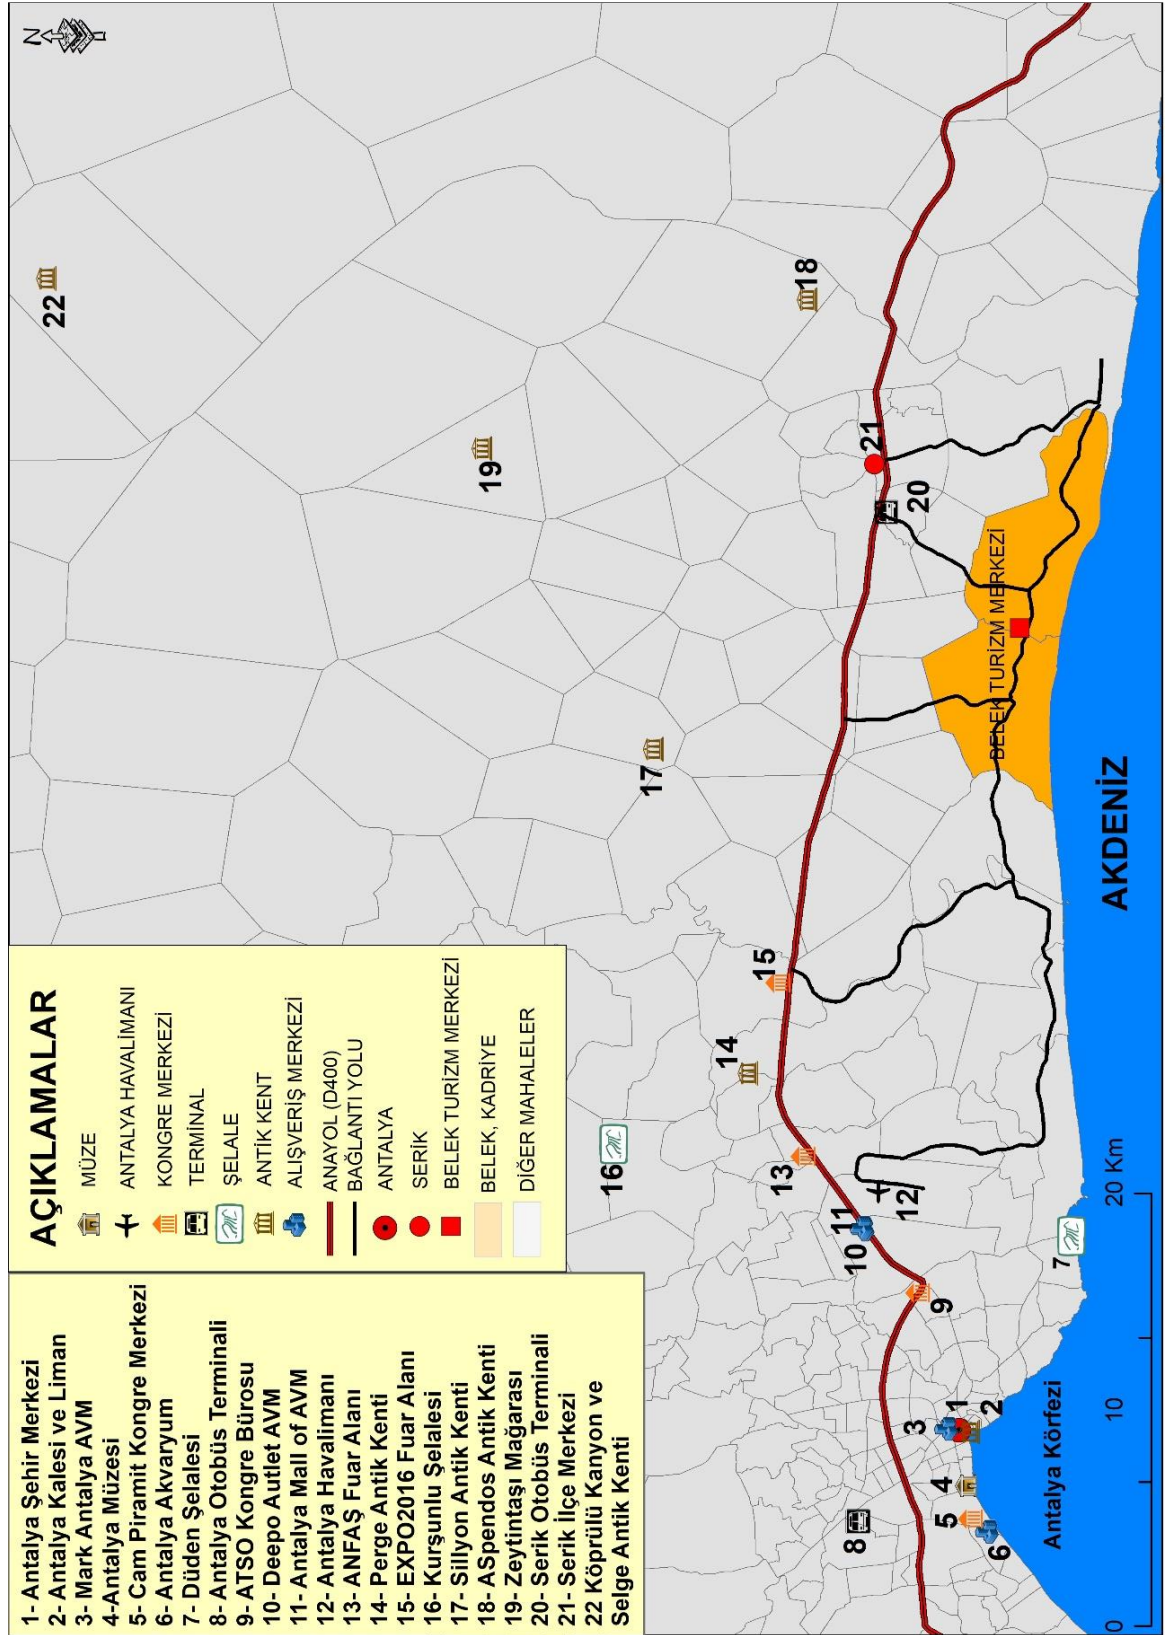 N
1- Antalya Şehir Merkezi
2- Antalya Kalesi ve Liman
3- Mark Antalya AVM
4-Antalya Müzesi
5- Cam Piramit Kongre Merkezi
6- Antalya Akvaryum
7- Düden Şelalesi
8- Antalya Otobüs Terminali
9- ATSO Kongre Bürosu
10- Deepo Autlet AVM
11- Antalya Mall of AVM
12- Antalya Havalimanı
13- ANFAŞ Fuar Alanı
14- Perge Antik Kenti
15- EXPO2016 Fuar Alanı
16- Kurşunlu Şelalesi
17- Sillyon Antik Kenti
18- ASpendos Antik Kenti
19- Zeytintaşı Mağarası
20- Serik Otobüs Terminali
21- Serik İlçe Merkezi
22 Köprülü Kanyon ve
Selge Antik Kenti
AÇIKLAMALAR
MÜZE
ANTALYA HAVALİMANI
KONGRE MERKEZİ
TERMİNAL
ŞELALE
ANTİK KENT
ALIŞVERİŞ MERKEZİ
ANAYOL (D400)
BAĞLANTI YOLU
ANTALYA
SERİK
BELEK TURİZM MERKEZİ
BELEK, KADRİYE
DİĞER MAHALELER
22
19
18
17
16
14
15
13
21
20
12
11
10
9
8
7
3
1
2
4
5
6
BELEK TURİZM MERKEZİ
AKDENİZ
Antalya Körfezi
0
10
20 Km